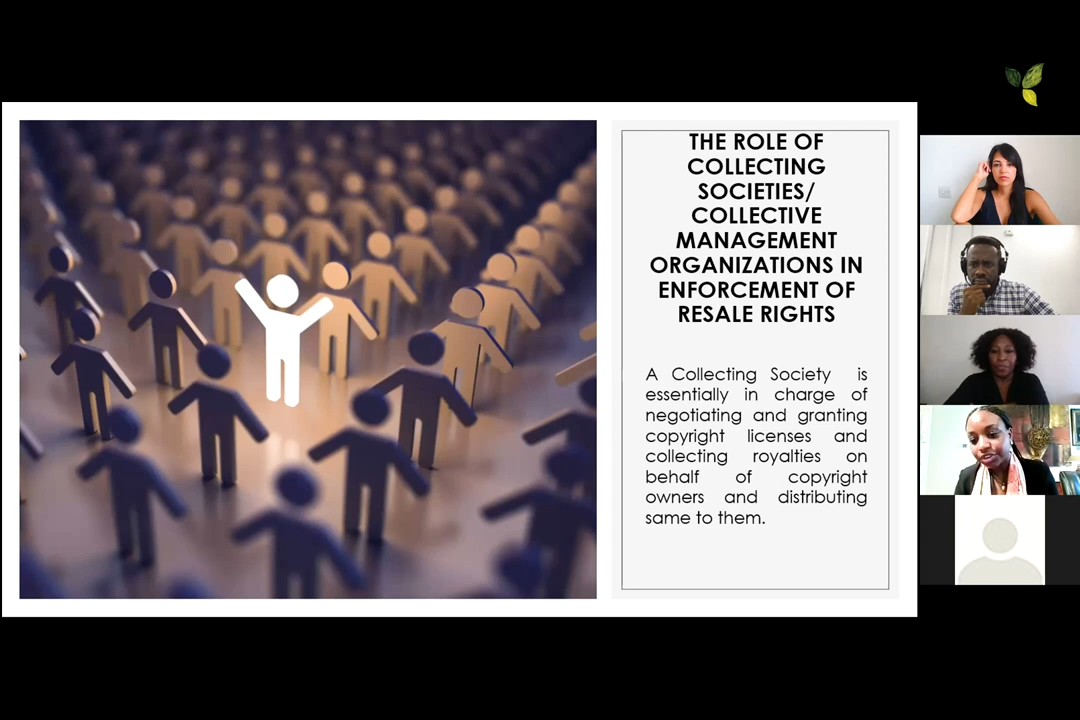 THE ROLE OF
COLLECTING
SOCIETIES/
COLLECTIVE
MANAGEMENT
ORGANIZATIONS IN
ENFORCEMENT OF
RESALE RIGHTS
A Collecting Society is
essentially in charge of
negotiating and granting
copyright licenses and
collecting royalties on
behalf of copyright
owners and distributing
same to them.